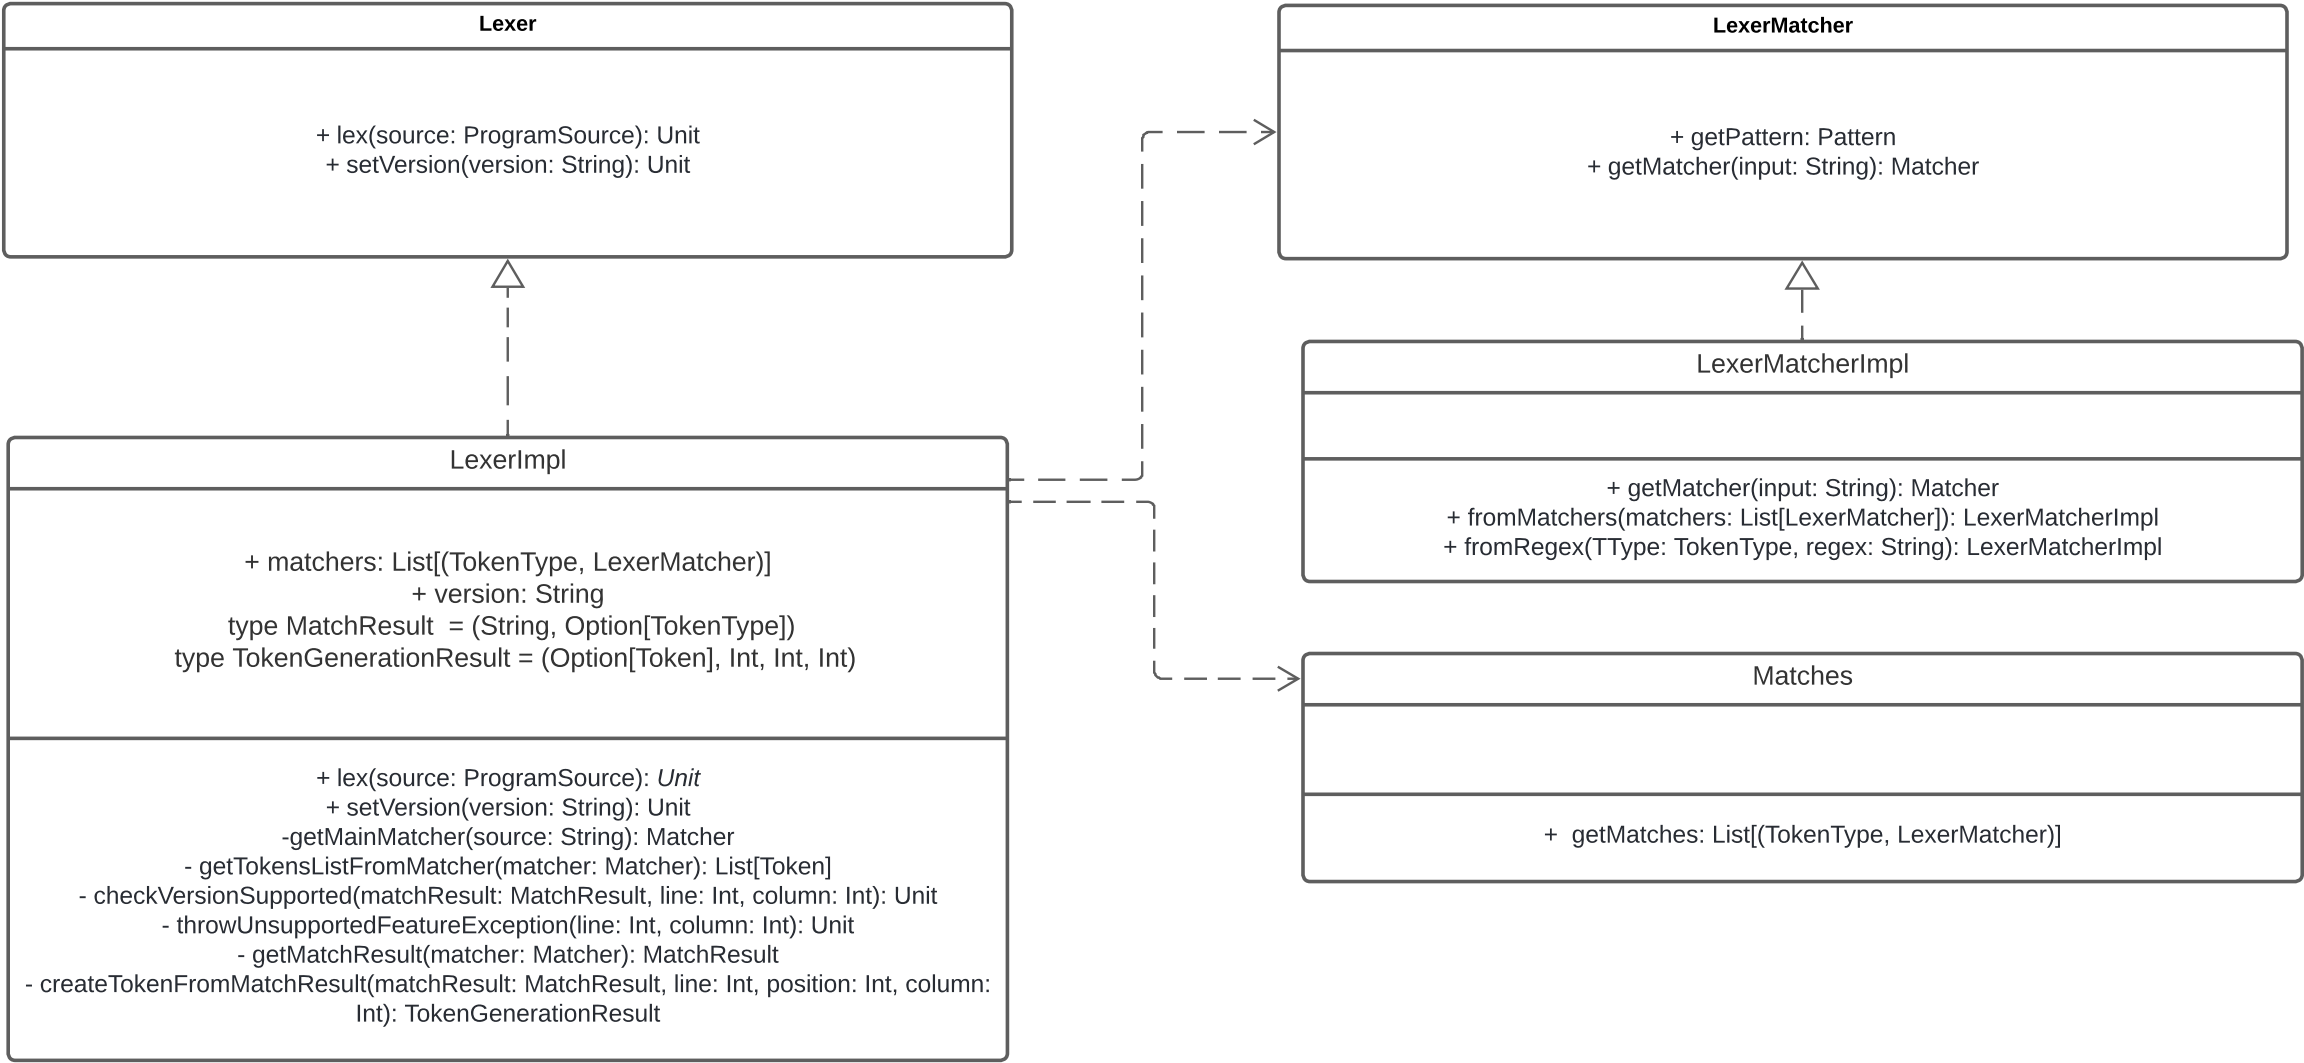 Lexer
+ lex(source: ProgramSource): Unit
+ setVersion(version: String): Unit
LexerMatcher
+ getPattern: Pattern
+ getMatcher(input: String): Matcher
LexerImpl
+ matchers: List[(TokenType, LexerMatcher)]
+ version: String
type MatchResult  = (String, Option[TokenType])
type TokenGenerationResult = (Option[Token], Int, Int, Int)
+ lex(source: ProgramSource): Unit
+ setVersion(version: String): Unit
-getMainMatcher(source: String): Matcher
- getTokensListFromMatcher(matcher: Matcher): List[Token]
- checkVersionSupported(matchResult: MatchResult, line: Int, column: Int): Unit
- throwUnsupportedFeatureException(line: Int, column: Int): Unit
- getMatchResult(matcher: Matcher): MatchResult
- createTokenFromMatchResult(matchResult: MatchResult, line: Int, position: Int, column:
Int): TokenGenerationResult
LexerMatcherImpl
+ getMatcher(input: String): Matcher
+ fromMatchers(matchers: List[LexerMatcher]): LexerMatcherImpl
+ fromRegex(TType: TokenType, regex: String): LexerMatcherImpl
Matches
+  getMatches: List[(TokenType, LexerMatcher)]